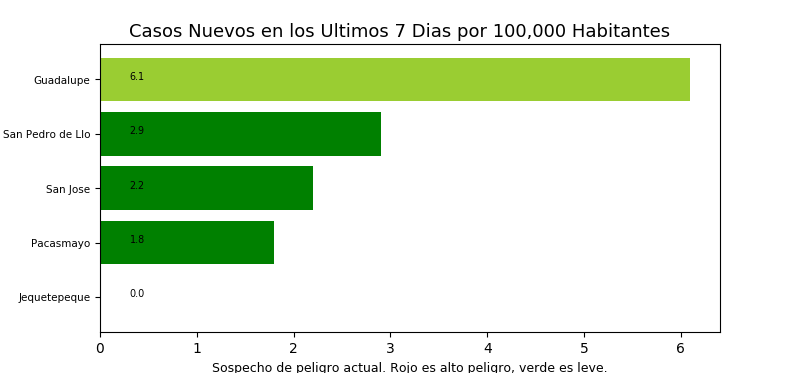 Casos Nuevos en los Ultimos 7 Dias por 100,000 Habitantes
Guadalupe 6.1
San Pedro de Llo 2.9
San Jose 2.2
Pacasmayo 1.8
Jequetepeque 0.0
0 1 2 3 4 5 6
Sospecho de peligro actual. Rojo es alto peligro, verde es leve.